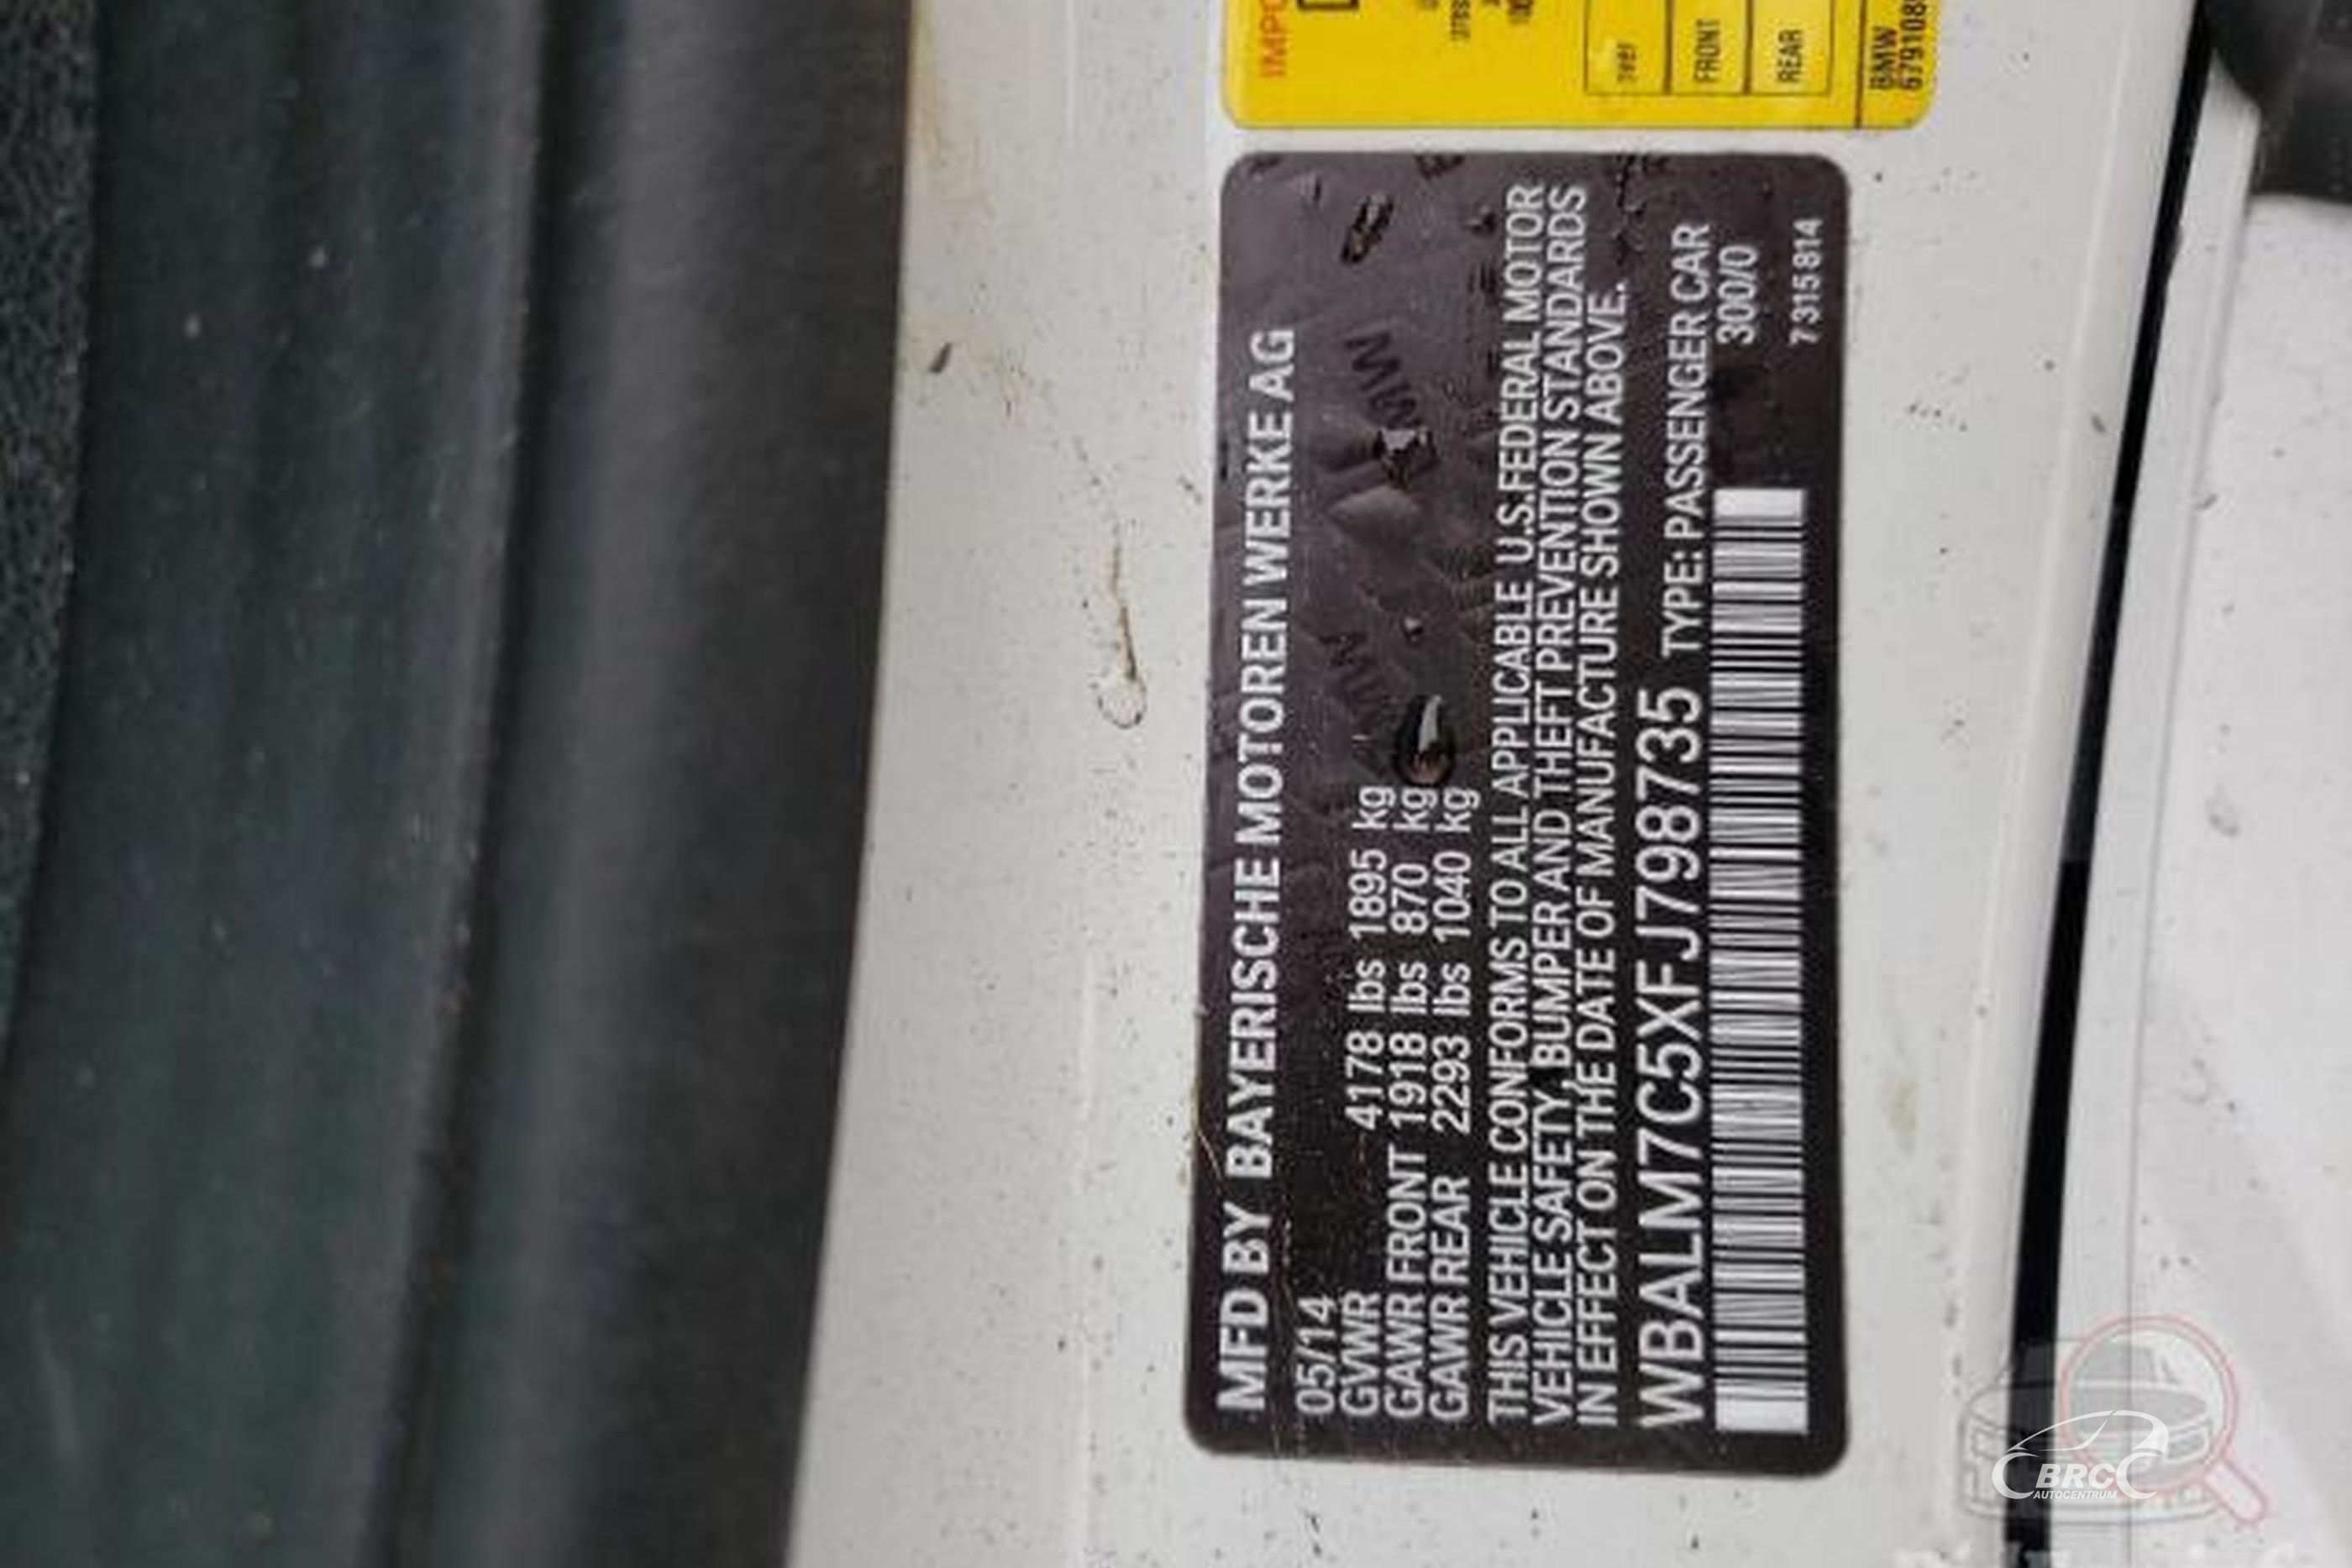 MFD BY BAYERISCHE MOTOREN WERKE AG
05/14
GVWR 4178 lbs 1895 kg
GAWR FRONT 1918 lbs 870 kg
GAWR REAR 2293 lbs 1040 kg
THIS VEHICLE CONFORMS TO ALL APPLICABLE U.S.FEDERAL MOTOR
VEHICLE SAFETY, BUMPER AND THEFT PREVENTION STANDARDS
IN EFFECT ON THE DATE OF MANUFACTURE SHOWN ABOVE.
WBALM7C5XFJ798735 TYPE: PASSENGER CAR
300/0
7315814
FRONT
REAR
BMW
BRC
AUTOCENTRUM